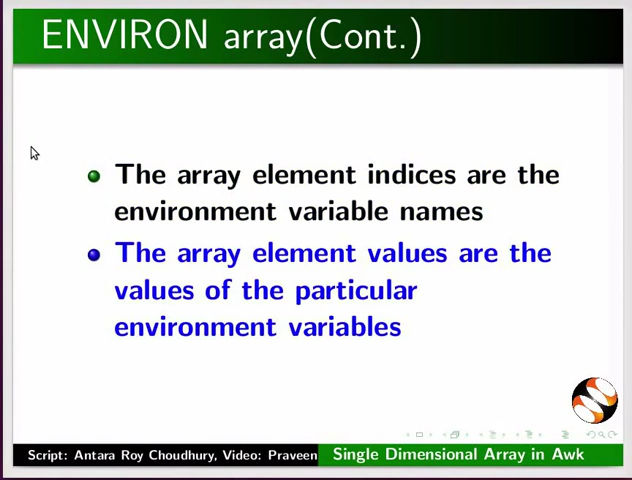 ENVIRON array(Cont.)
The array element indices are the
environment variable names
The array element values are the
values of the particular
environment variables
Script: Antara Roy Choudhury, Video: Praveen
Single Dimensional Array in Awk